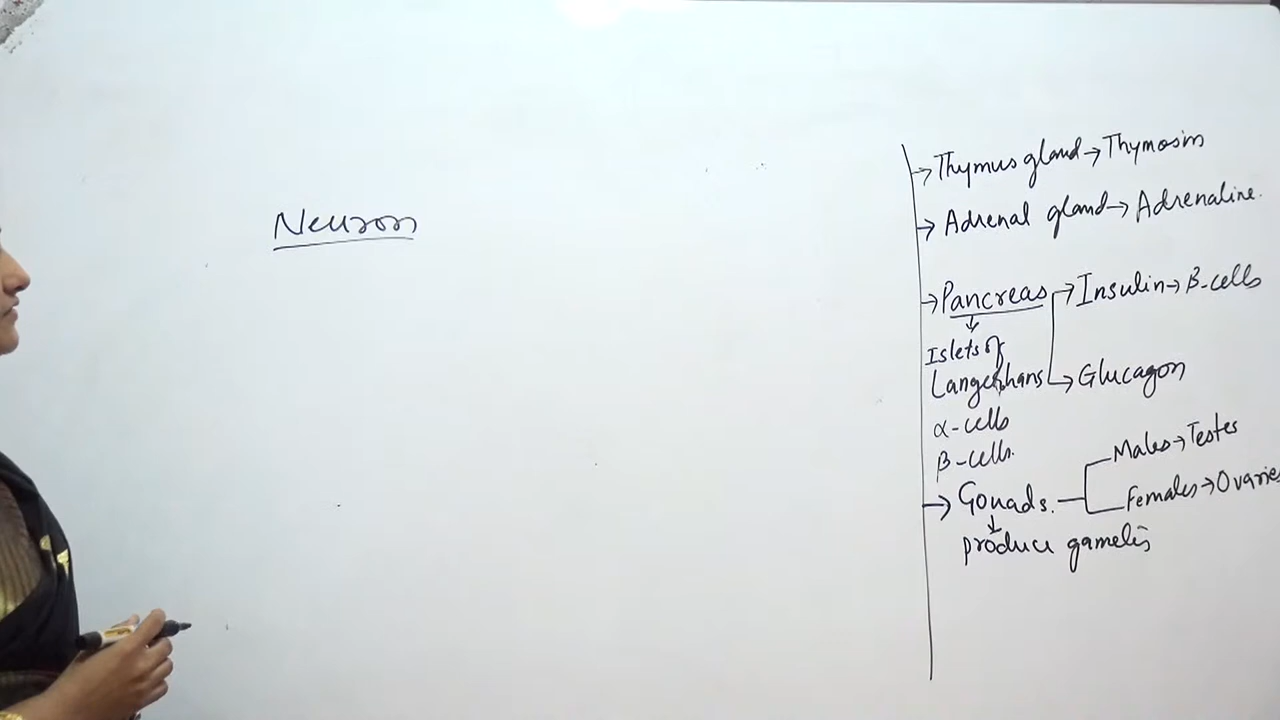 Neuron
→ Thymus gland → Thymosin
→ Adrenal gland → Adrenaline.
→ Pancreas → Insulin → β-cells
↓
Islets of
Langerhans → Glucagon
α-cells
β-cells.
→ Gonads. Males → Testes
Females → Ovaries
↓
produce gametes